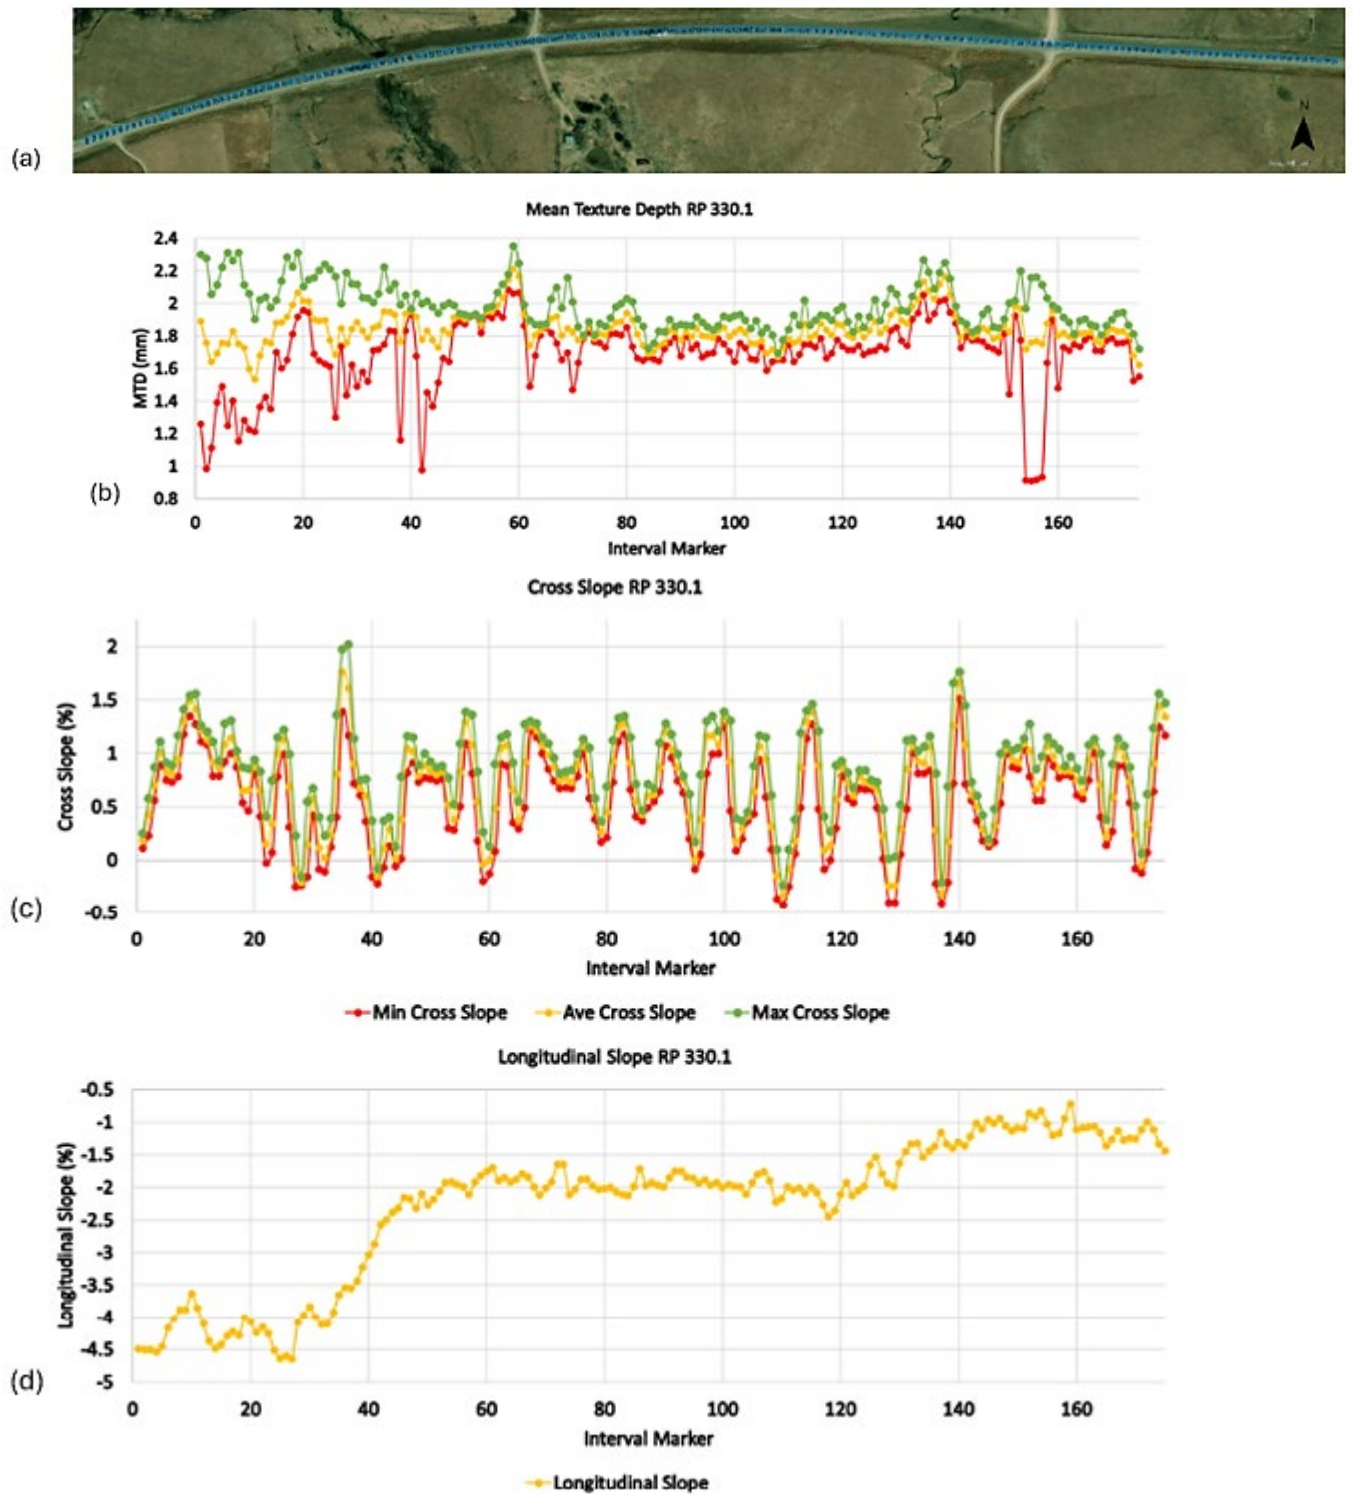 N
(a)
Mean Texture Depth RP 330.1
2.4
2.2
2
1.8
1.6
1.4
1.2
1
0.8
MTD (mm)
(b)
0 20 40 60 80 100 120 140 160
Interval Marker
Cross Slope RP 330.1
2
1.5
1
0.5
0
-0.5
Cross Slope (%)
(c)
0 20 40 60 80 100 120 140 160
Interval Marker
Min Cross Slope Ave Cross Slope Max Cross Slope
Longitudinal Slope RP 330.1
-0.5
-1
-1.5
-2
-2.5
-3
-3.5
-4
-4.5
-5
Longitudinal Slope (%)
(d)
0 20 40 60 80 100 120 140 160
Interval Marker
Longitudinal Slope